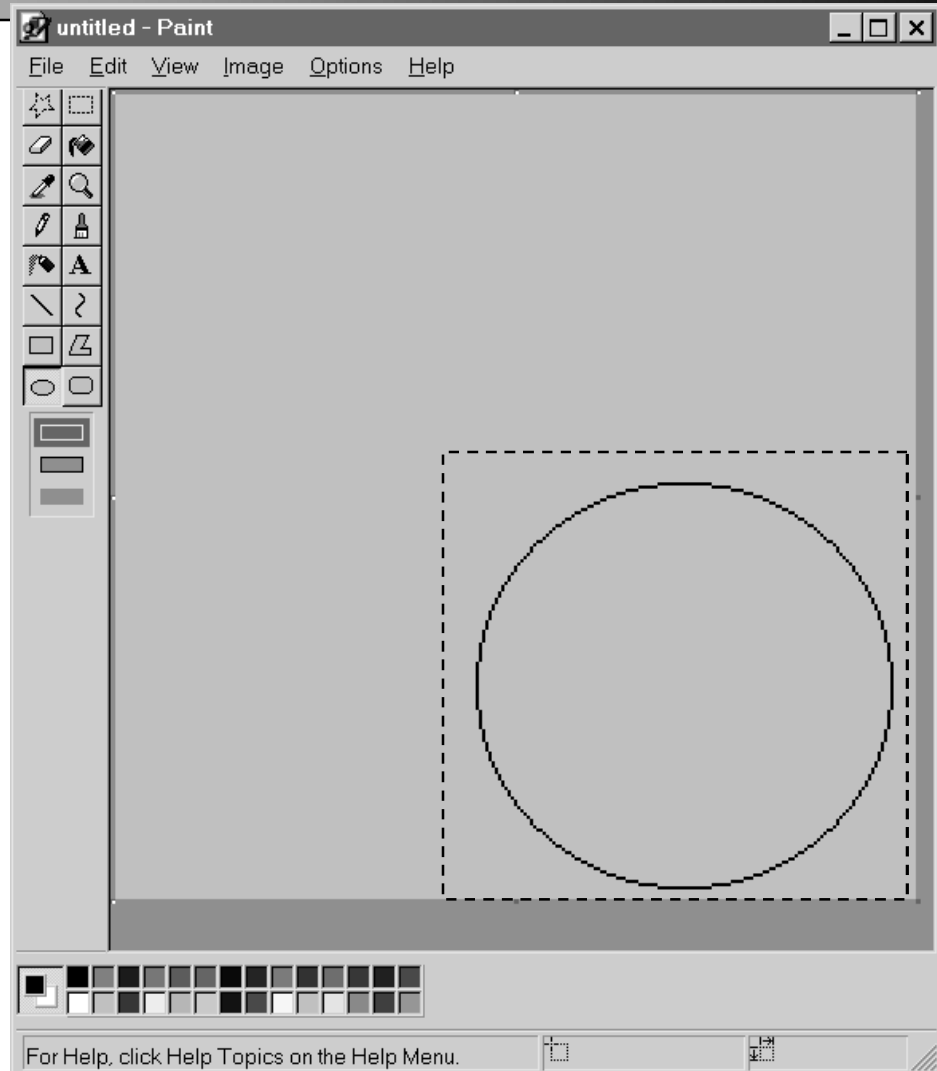 untitled - Paint
File Edit View Image Options Help
A
For Help, click Help Topics on the Help Menu.